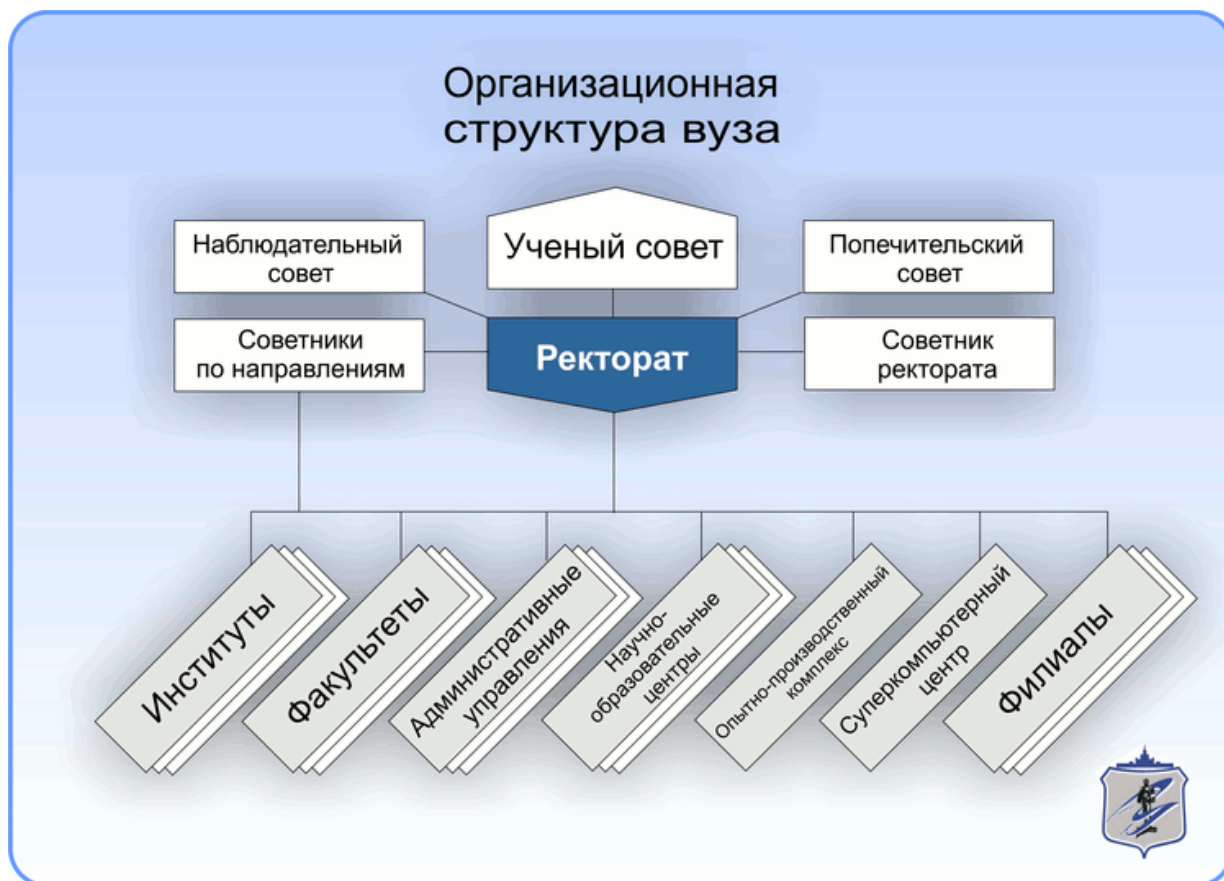 Организационная
структура вуза
Наблюдательный
совет
Ученый совет
Попечительский
совет
Советники
по направлениям
Ректорат
Советник
ректората
Институты
Факультеты
Административные
управления
Научно-
образовательные
центры
Опытно-производственный
комплекс
Суперкомпьютерный
центр
Филиалы